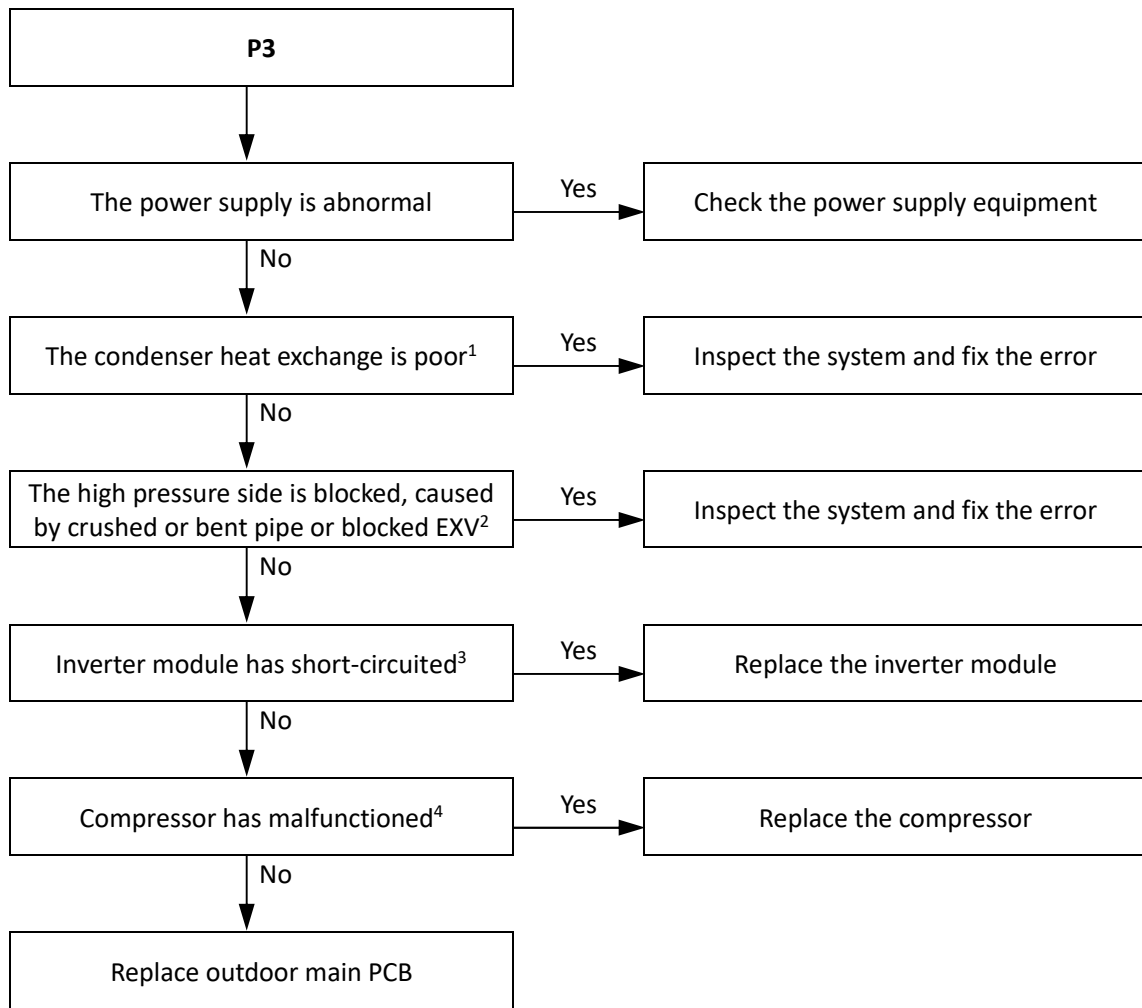 P3
The power supply is abnormal
Yes
Check the power supply equipment
No
The condenser heat exchange is poor¹
Yes
Inspect the system and fix the error
No
The high pressure side is blocked, caused
by crushed or bent pipe or blocked EXV²
Yes
Inspect the system and fix the error
No
Inverter module has short-circuited³
Yes
Replace the inverter module
No
Compressor has malfunctioned⁴
Yes
Replace the compressor
No
Replace outdoor main PCB